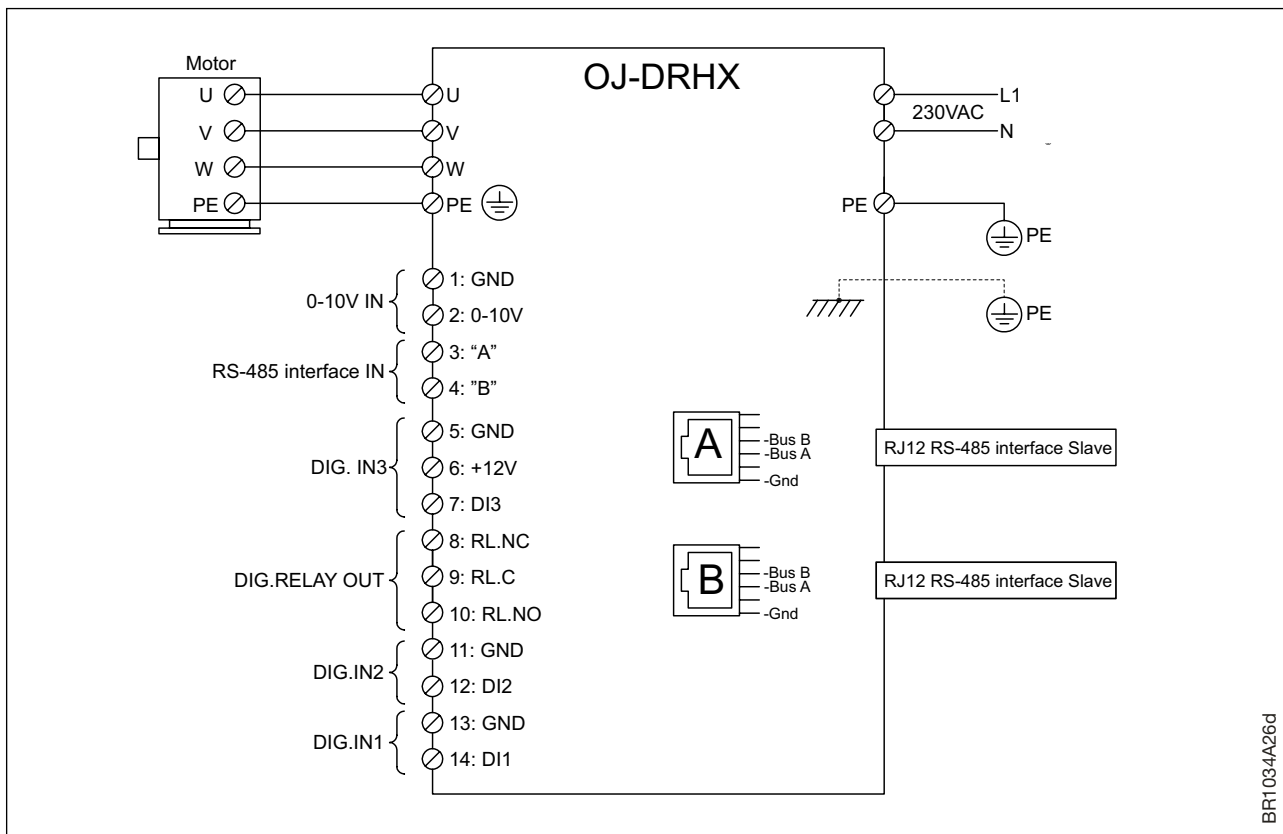 OJ-DRHX
Motor
U
V
W
PE
U
V
W
PE
L1
230VAC
N
PE
PE
PE
0-10V IN
1: GND
2: 0-10V
RS-485 interface IN
3: “A”
4: ”B”
DIG. IN3
5: GND
6: +12V
7: DI3
DIG.RELAY OUT
8: RL.NC
9: RL.C
10: RL.NO
DIG.IN2
11: GND
12: DI2
DIG.IN1
13: GND
14: DI1
A
-Bus B
-Bus A
-Gnd
RJ12 RS-485 interface Slave
B
-Bus B
-Bus A
-Gnd
RJ12 RS-485 interface Slave
BR1034A26d